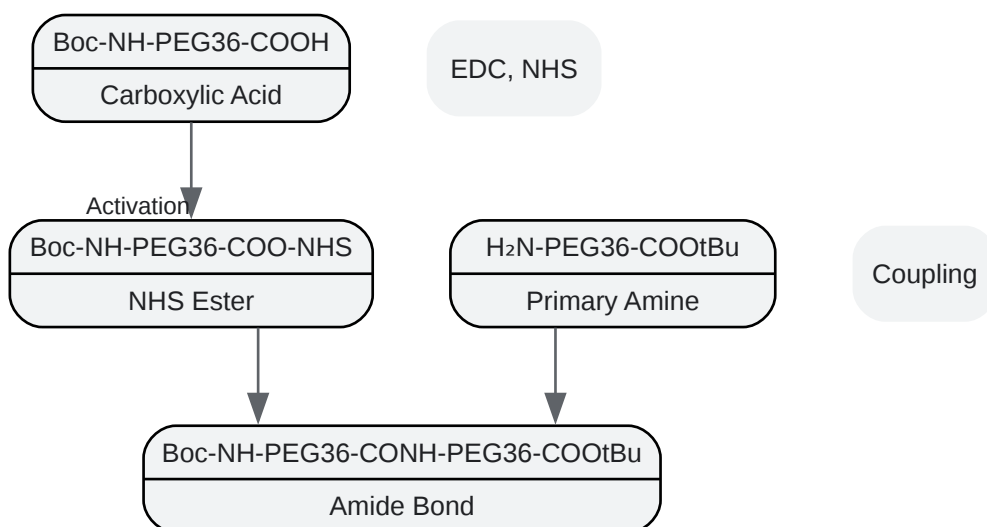 Boc-NH-PEG36-COOH
Carboxylic Acid
EDC, NHS
Activation
Boc-NH-PEG36-COO-NHS
NHS Ester
H₂N-PEG36-COOtBu
Primary Amine
Coupling
Boc-NH-PEG36-CONH-PEG36-COOtBu
Amide Bond